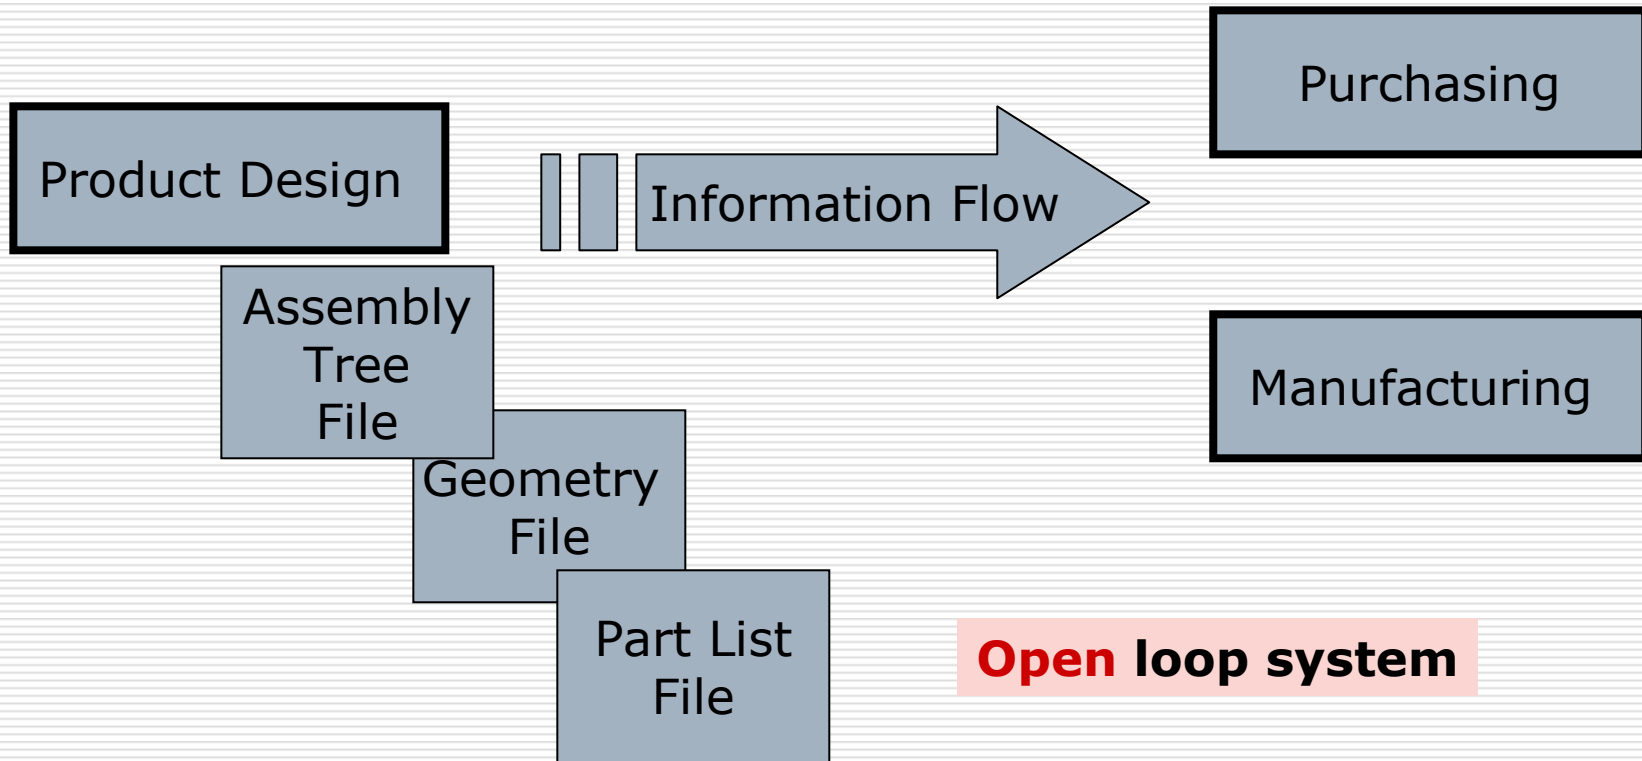 Purchasing
Product Design
Information Flow
Assembly
Tree
File
Manufacturing
Geometry
File
Part List
File
Open loop system